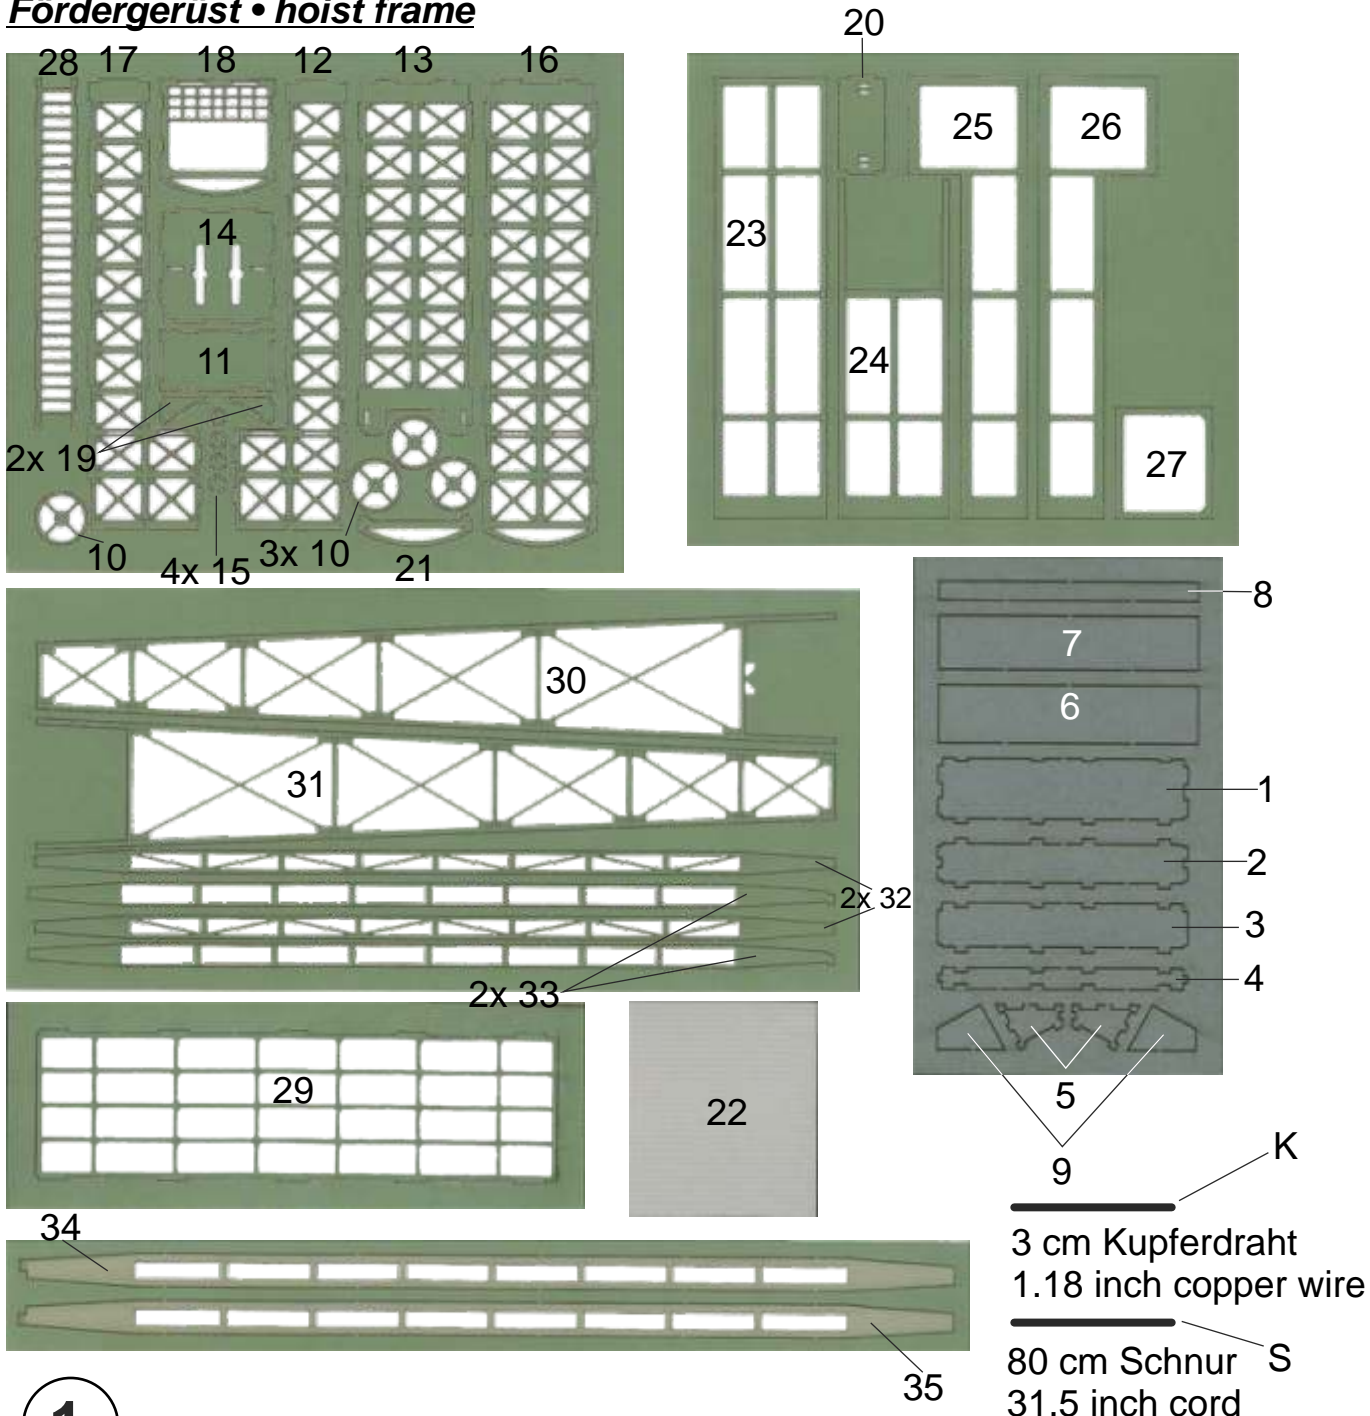 Fördergerüst • hoist frame
20
28 17 18 12 13 16
25 26
14
23
11
24
2x 19
27
10 4x 15 3x 10 21
8
7
6
30
31
1
2
2x 32
3
4
2x 33
29
22
5
9
K
34
3 cm Kupferdraht
1.18 inch copper wire
S
80 cm Schnur
35
31.5 inch cord
1